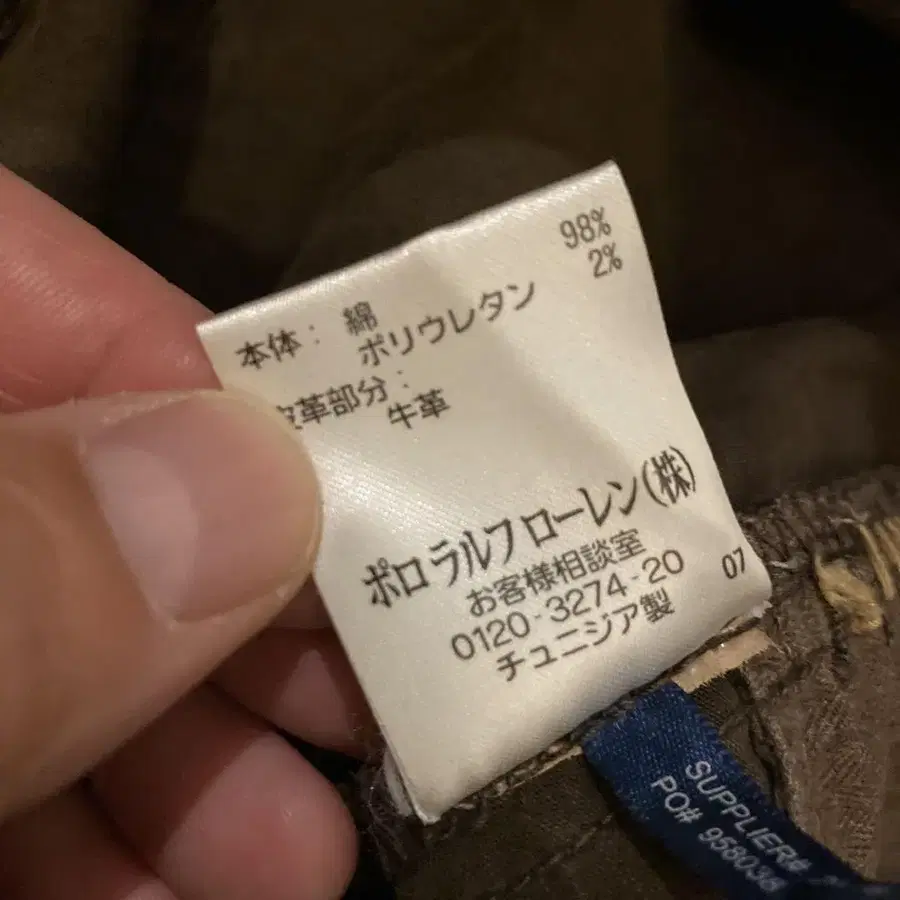 本体： 綿 98%
ポリウレタン 2%
皮革部分：
牛革
ポロ ラルフ ローレン(株)
お客様相談室
0120-3274-20
チュニジア製 07
SUPPLIER#
PO# 958038